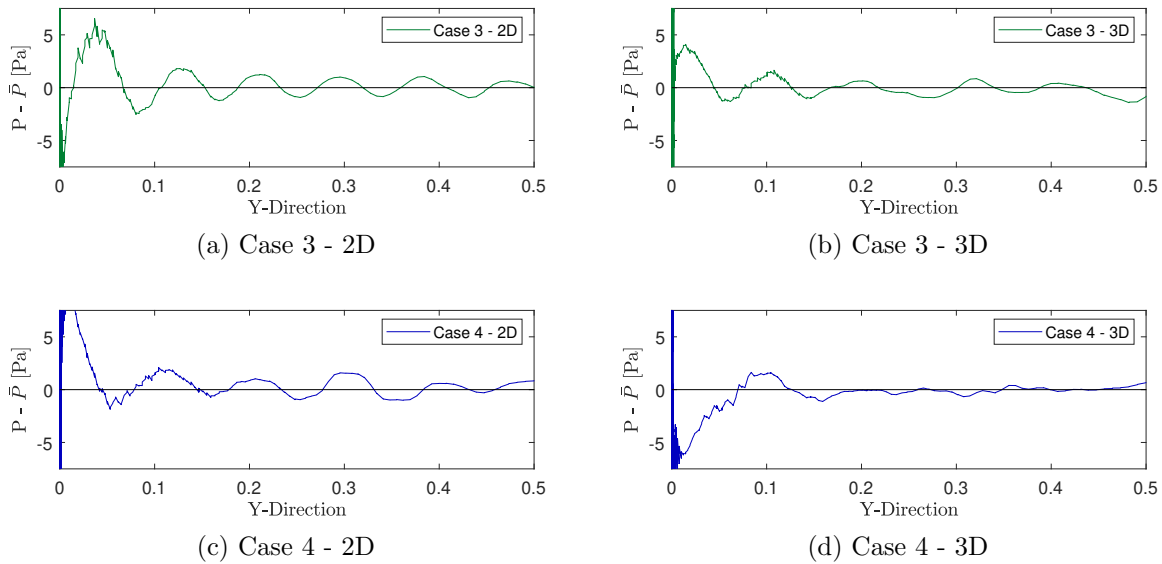 Case 3 - 2D
5
0
-5
P - P̄ [Pa]
0 0.1 0.2 0.3 0.4 0.5
Y-Direction
(a) Case 3 - 2D
Case 3 - 3D
5
0
-5
P - P̄ [Pa]
0 0.1 0.2 0.3 0.4 0.5
Y-Direction
(b) Case 3 - 3D
Case 4 - 2D
5
0
-5
P - P̄ [Pa]
0 0.1 0.2 0.3 0.4 0.5
Y-Direction
(c) Case 4 - 2D
Case 4 - 3D
5
0
-5
P - P̄ [Pa]
0 0.1 0.2 0.3 0.4 0.5
Y-Direction
(d) Case 4 - 3D